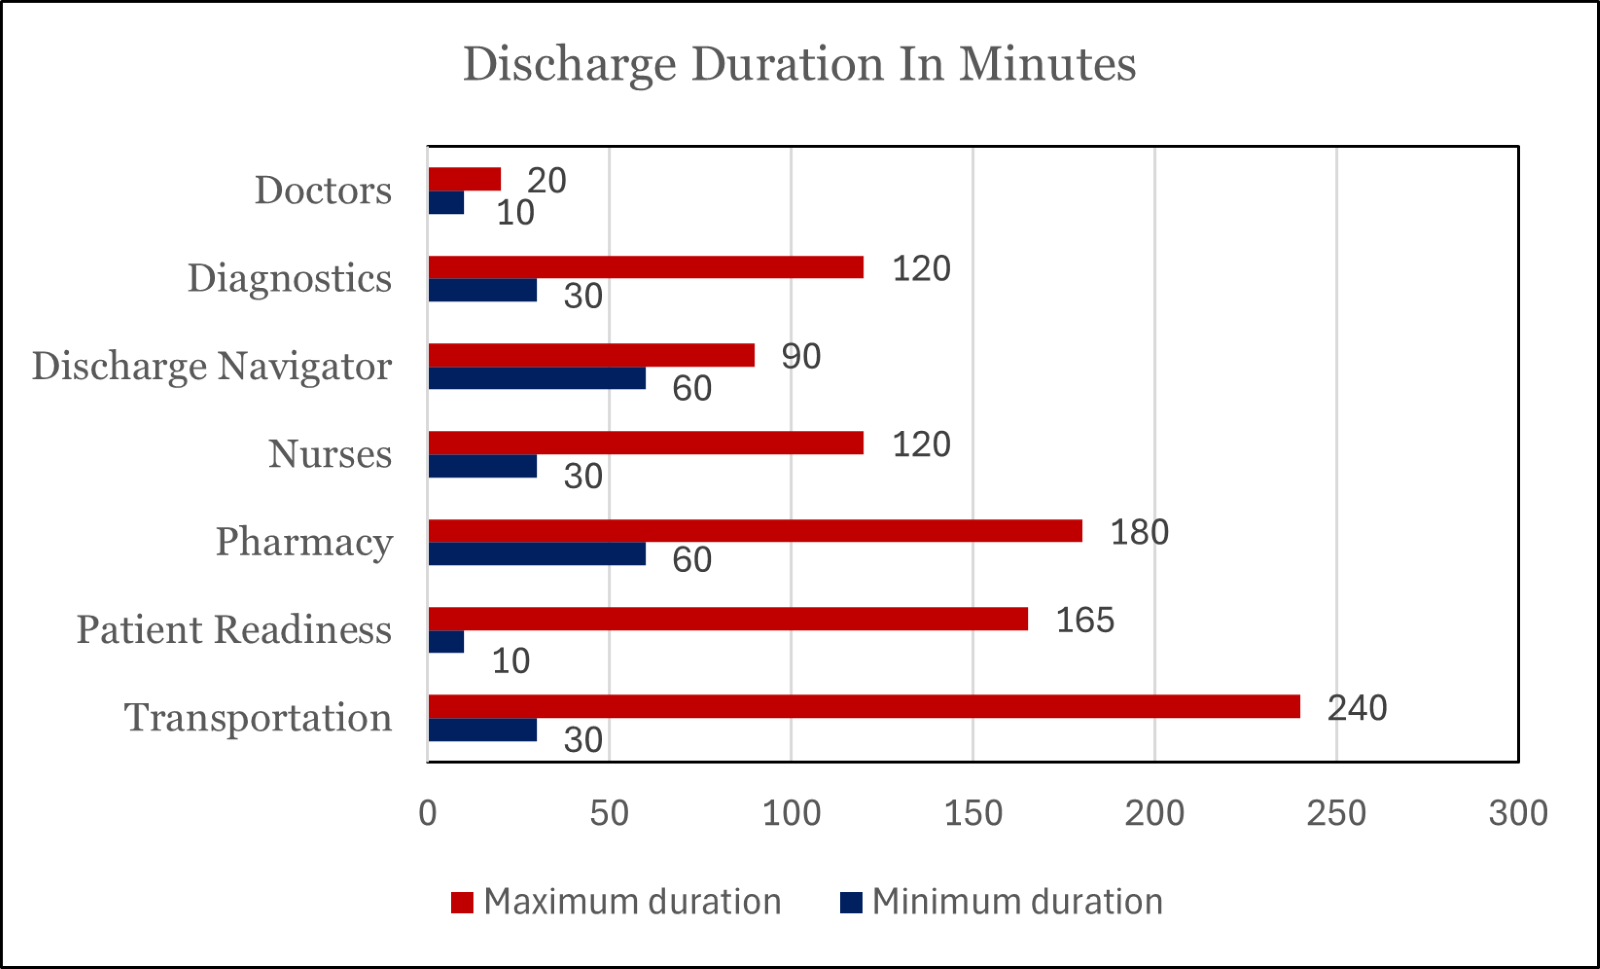 Discharge Duration In Minutes
Doctors
20
10
Diagnostics
120
30
Discharge Navigator
90
60
Nurses
120
30
Pharmacy
180
60
Patient Readiness
165
10
Transportation
240
30
0 50 100 150 200 250 300
Maximum duration Minimum duration